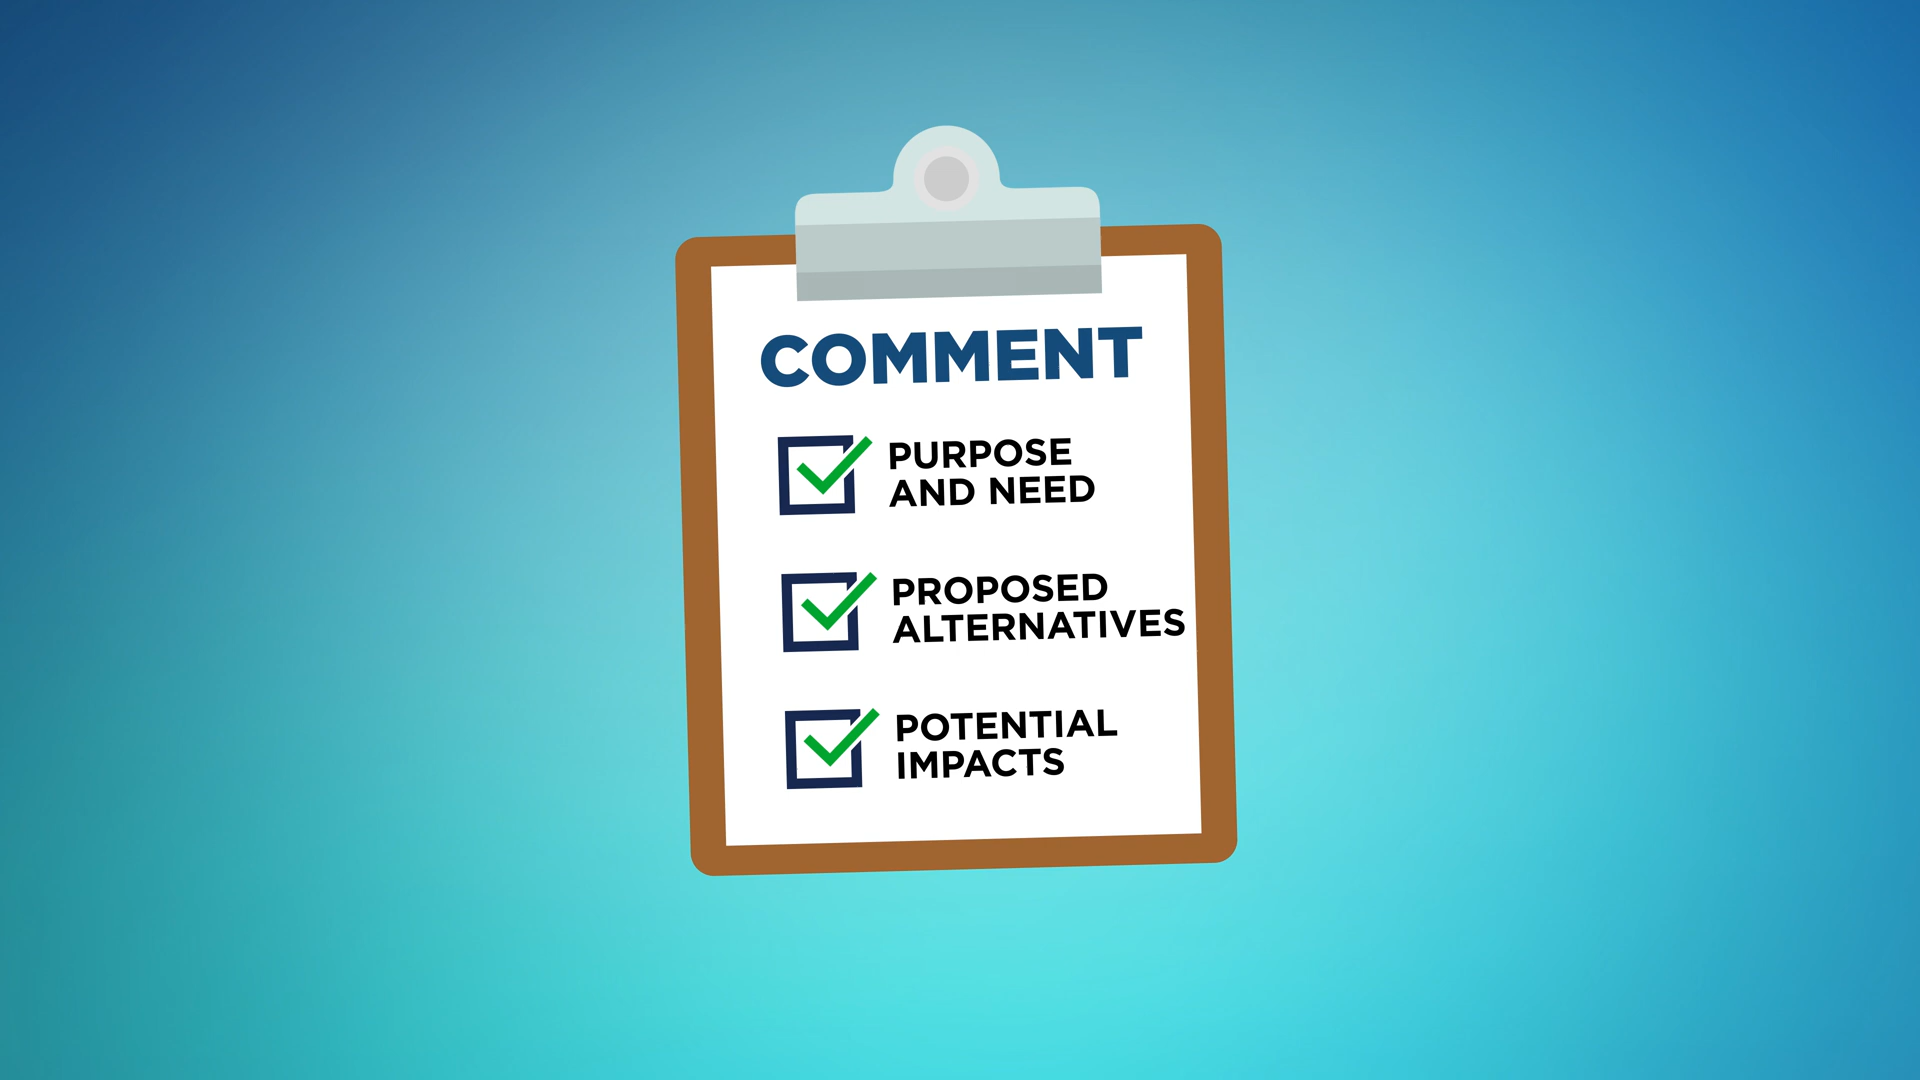 COMMENT
PURPOSE
AND NEED
PROPOSED
ALTERNATIVES
POTENTIAL
IMPACTS